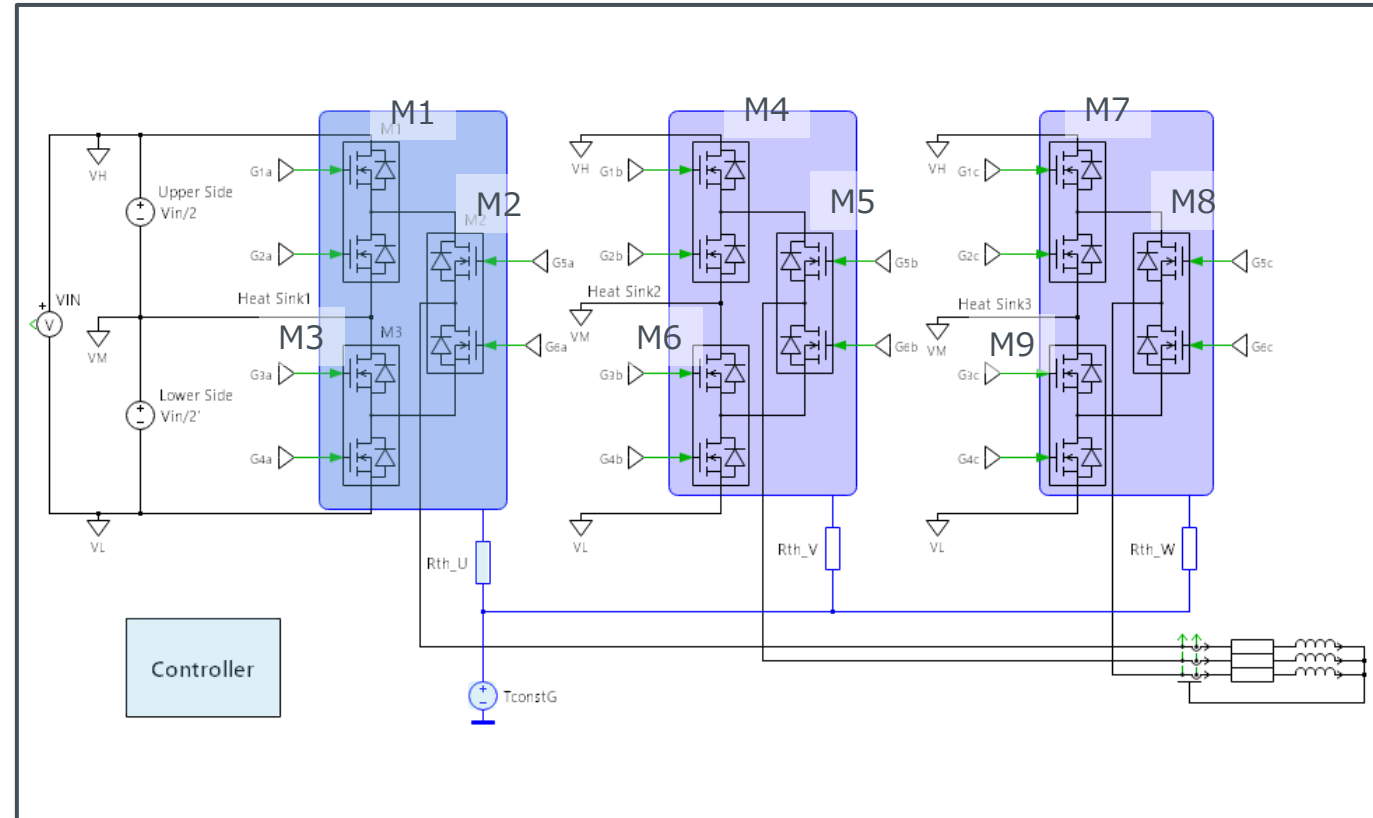 M1
M4
M7
M1
VH
VH
VH
G1a
G1b
G1c
Upper Side
Vin/2
M2
M5
M8
M2
G2a
G5a
G2b
G5b
G2c
G5c
VIN
+
V
Heat Sink1
Heat Sink2
Heat Sink3
VM
VM
VM
M3
M3
M6
M9
G6a
G6b
G6c
G3a
G3b
G3c
Lower Side
Vin/2'
G4a
G4b
G4c
VL
VL
VL
Rth_U
Rth_V
Rth_W
Controller
TconstG